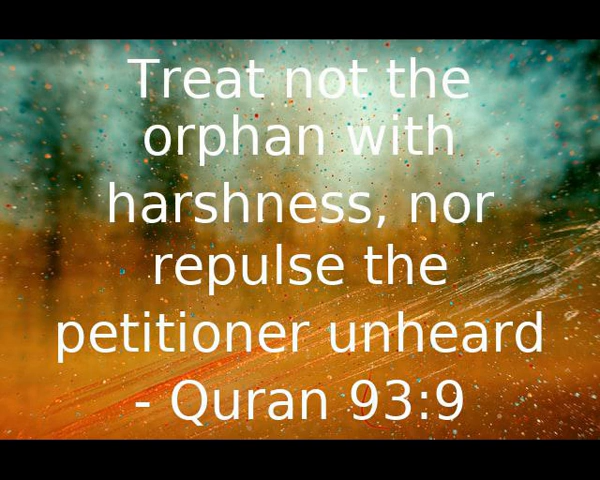 Treat not the
orphan with
harshness, nor
repulse the
petitioner unheard
- Quran 93:9